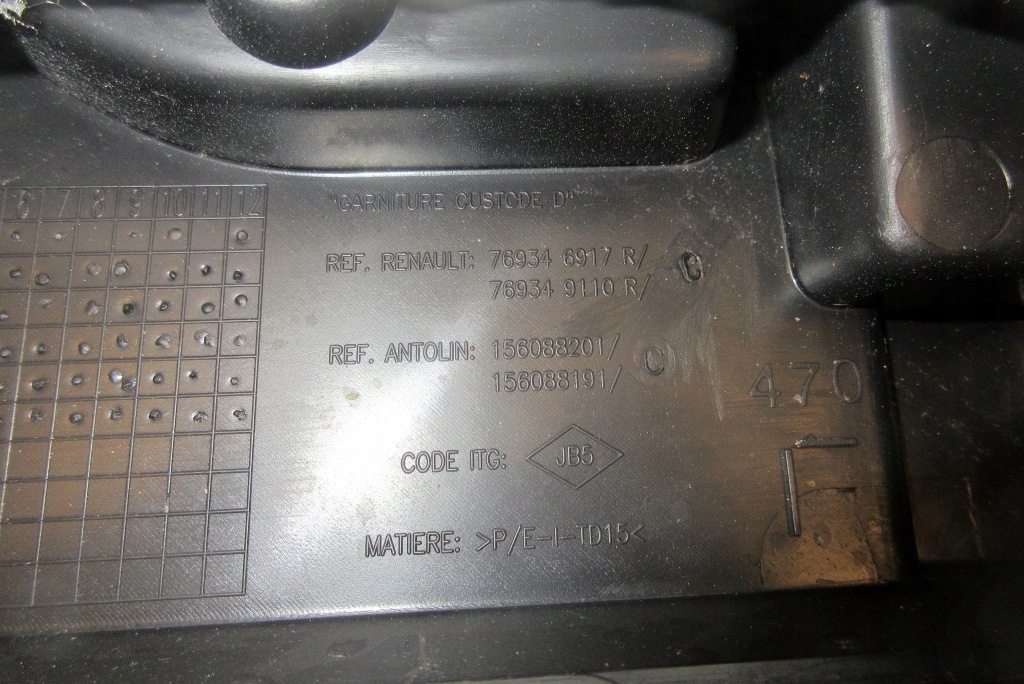 6 7 8 9 10 11 12
"GARNITURE CUSTODE D"
REF. RENAULT: 76934 6917 R/ C
76934 9110 R/
REF. ANTOLIN: 156088201/ C
156088191/
470
CODE ITG: JB5
MATIERE: >P/E-I-TD15<